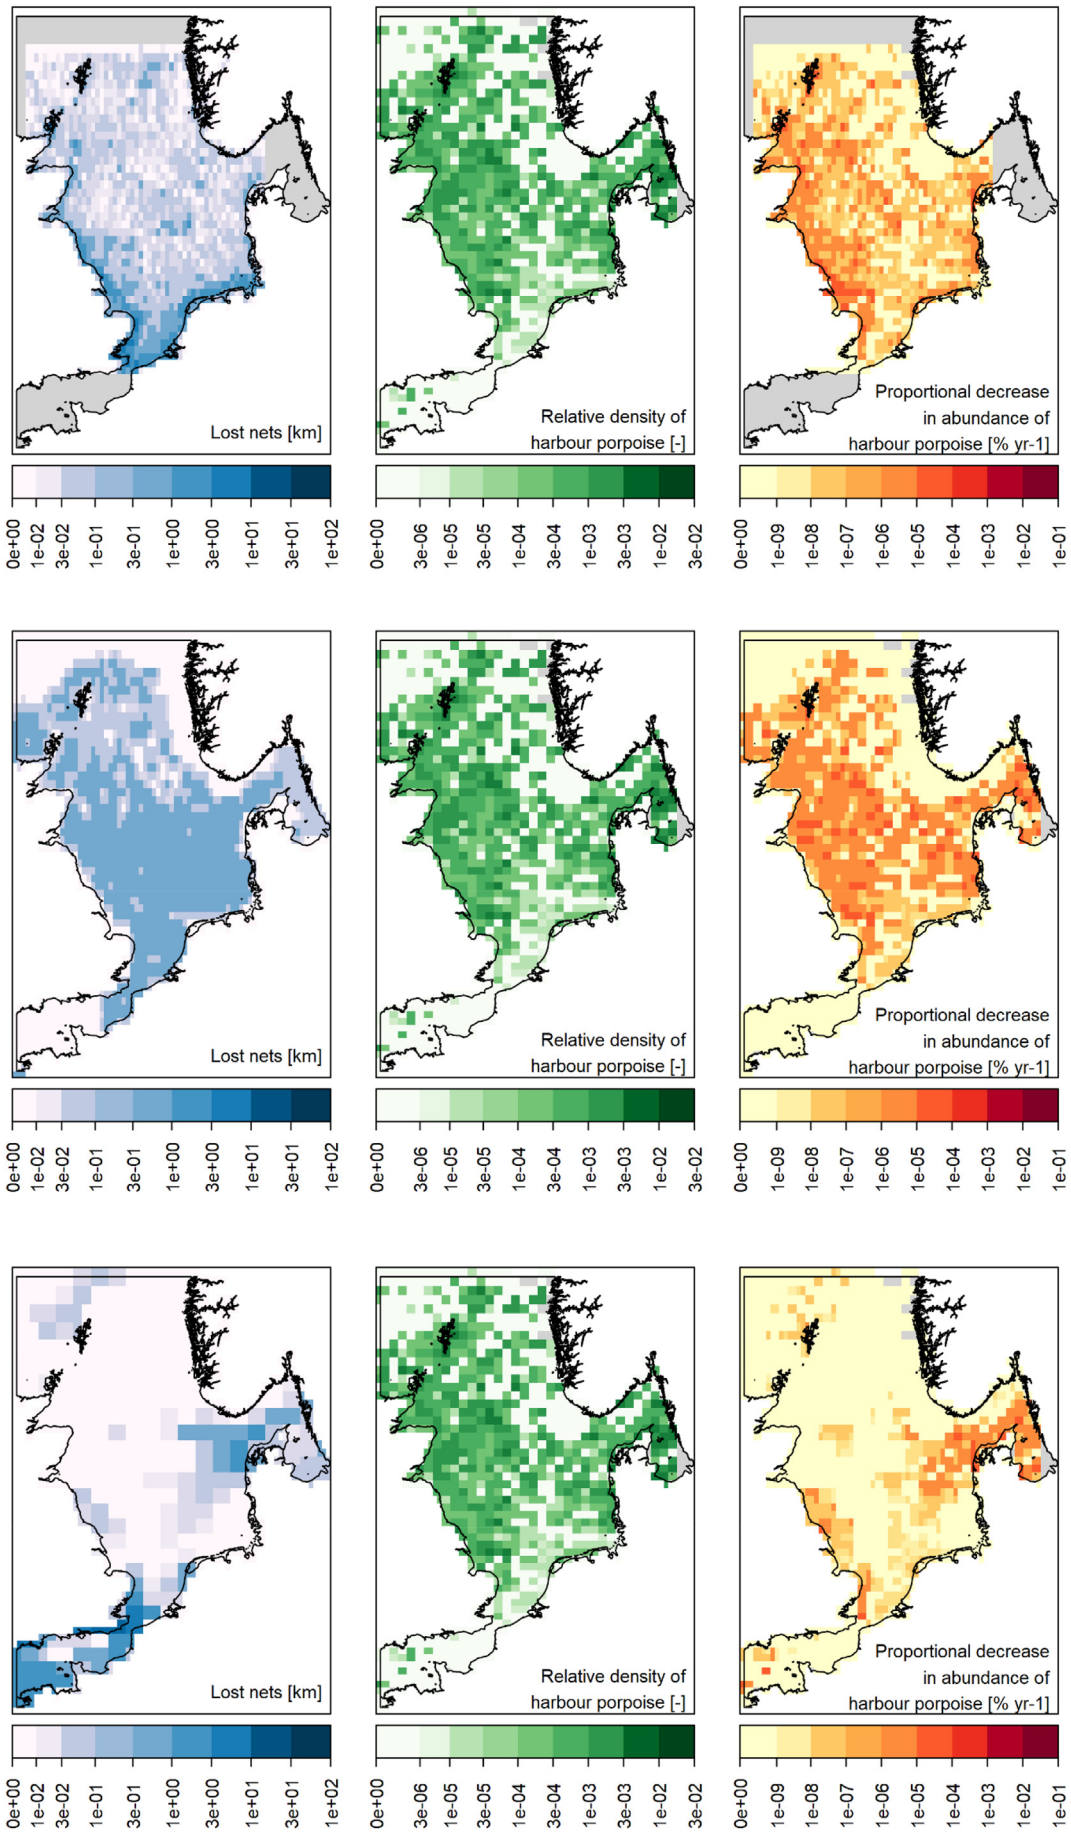 Lost nets [km]
0e+00 1e-02 3e-02 1e-01 3e-01 1e+00 3e+00 1e+01 3e+01 1e+02
Relative density of
harbour porpoise [-]
0e+00 3e-06 1e-05 3e-05 1e-04 3e-04 1e-03 3e-03 1e-02 3e-02
Proportional decrease
in abundance of
harbour porpoise [% yr-1]
0e+00 1e-09 1e-08 1e-07 1e-06 1e-05 1e-04 1e-03 1e-02 1e-01
Lost nets [km]
0e+00 1e-02 3e-02 1e-01 3e-01 1e+00 3e+00 1e+01 3e+01 1e+02
Relative density of
harbour porpoise [-]
0e+00 3e-06 1e-05 3e-05 1e-04 3e-04 1e-03 3e-03 1e-02 3e-02
Proportional decrease
in abundance of
harbour porpoise [% yr-1]
0e+00 1e-09 1e-08 1e-07 1e-06 1e-05 1e-04 1e-03 1e-02 1e-01
Lost nets [km]
0e+00 1e-02 3e-02 1e-01 3e-01 1e+00 3e+00 1e+01 3e+01 1e+02
Relative density of
harbour porpoise [-]
0e+00 3e-06 1e-05 3e-05 1e-04 3e-04 1e-03 3e-03 1e-02 3e-02
Proportional decrease
in abundance of
harbour porpoise [% yr-1]
0e+00 1e-09 1e-08 1e-07 1e-06 1e-05 1e-04 1e-03 1e-02 1e-01